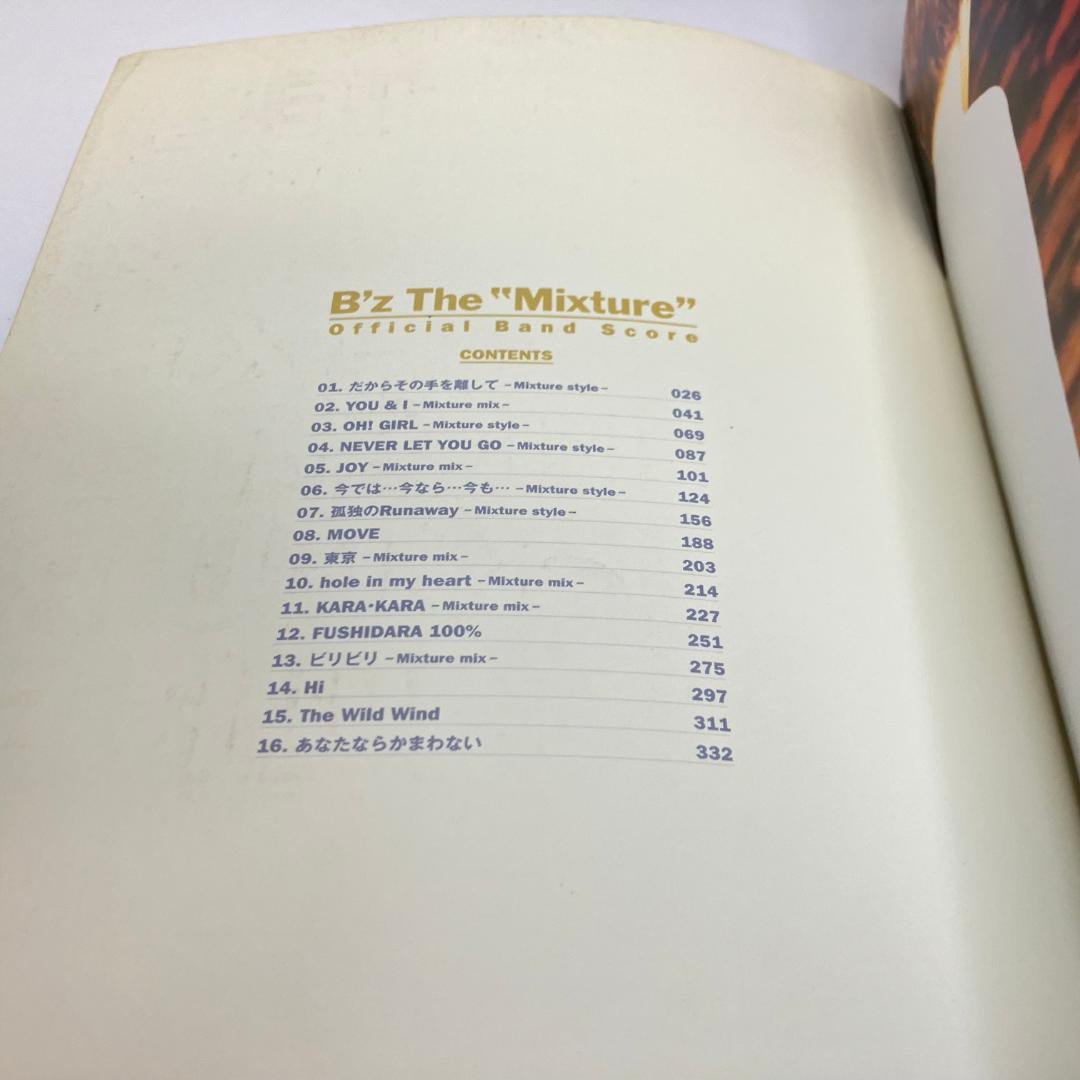 B'z The "Mixture"
Official Band Score
CONTENTS
01. だからその手を離して －Mixture style－ 026
02. YOU & I －Mixture mix－ 041
03. OH! GIRL －Mixture style－ 069
04. NEVER LET YOU GO －Mixture style－ 087
05. JOY －Mixture mix－ 101
06. 今では…今なら…今も… －Mixture style－ 124
07. 孤独のRunaway －Mixture style－ 156
08. MOVE 188
09. 東京 －Mixture mix－ 203
10. hole in my heart －Mixture mix－ 214
11. KARA・KARA －Mixture mix－ 227
12. FUSHIDARA 100% 251
13. ビリビリ －Mixture mix－ 275
14. Hi 297
15. The Wild Wind 311
16. あなたならかまわない 332